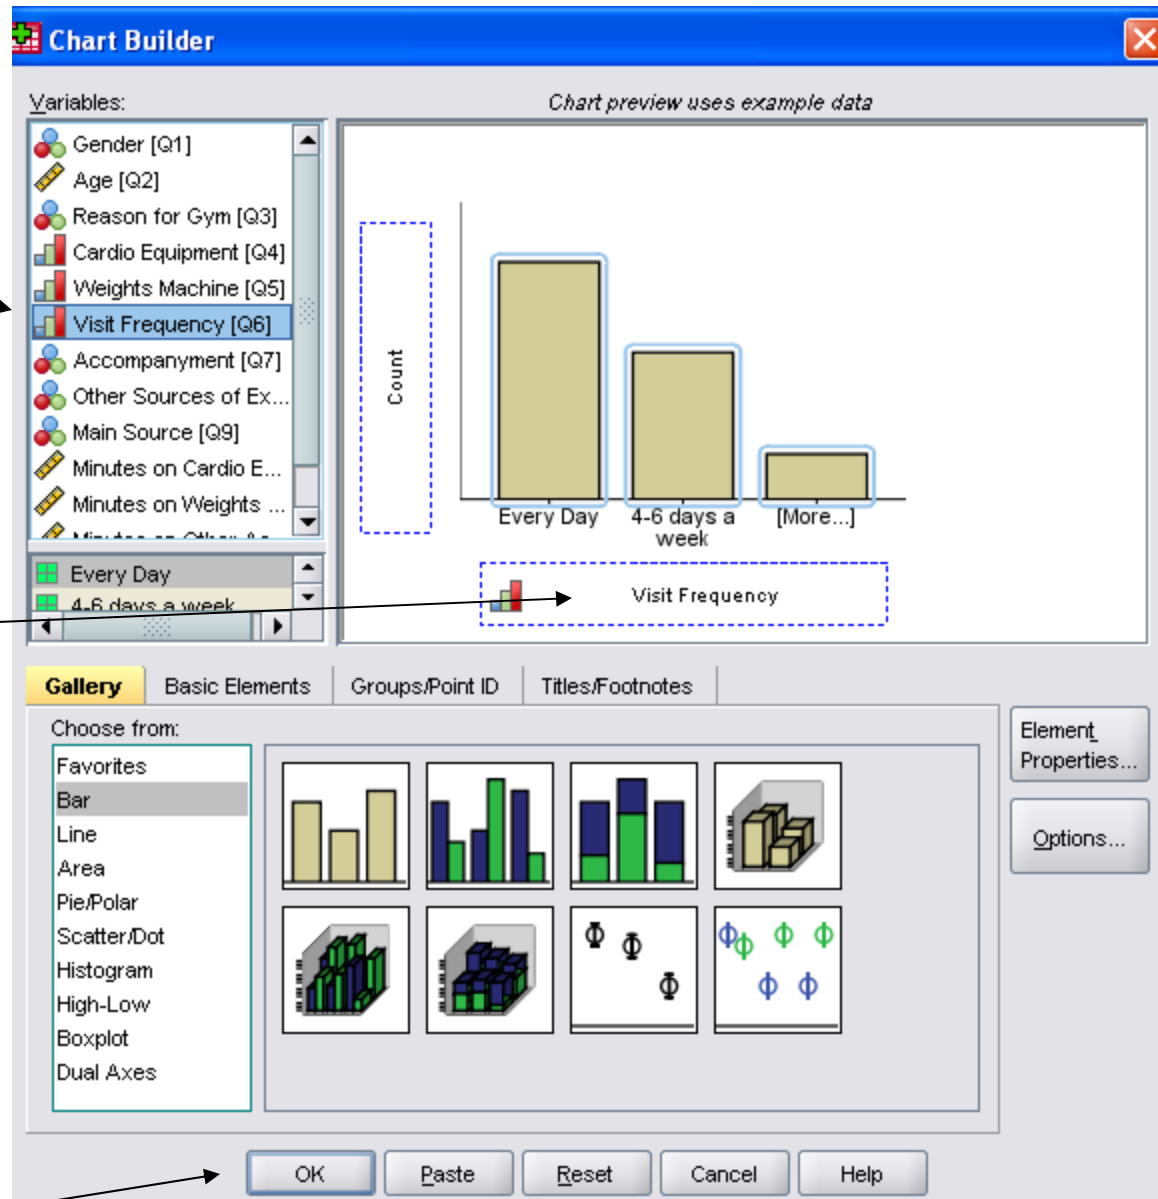 Chart Builder
Variables:
Chart preview uses example data
Gender [Q1]
Age [Q2]
Reason for Gym [Q3]
Cardio Equipment [Q4]
Weights Machine [Q5]
Visit Frequency [Q6]
Accompanyment [Q7]
Other Sources of Ex...
Main Source [Q9]
Minutes on Cardio E...
Minutes on Weights ...
Minutes on Other Ac
Every Day
4-6 days a week
Count
Every Day
4-6 days a
week
[More...]
Visit Frequency
Gallery
Basic Elements
Groups/Point ID
Titles/Footnotes
Choose from:
Favorites
Bar
Line
Area
Pie/Polar
Scatter/Dot
Histogram
High-Low
Boxplot
Dual Axes
Element
Properties...
Options...
OK
Paste
Reset
Cancel
Help